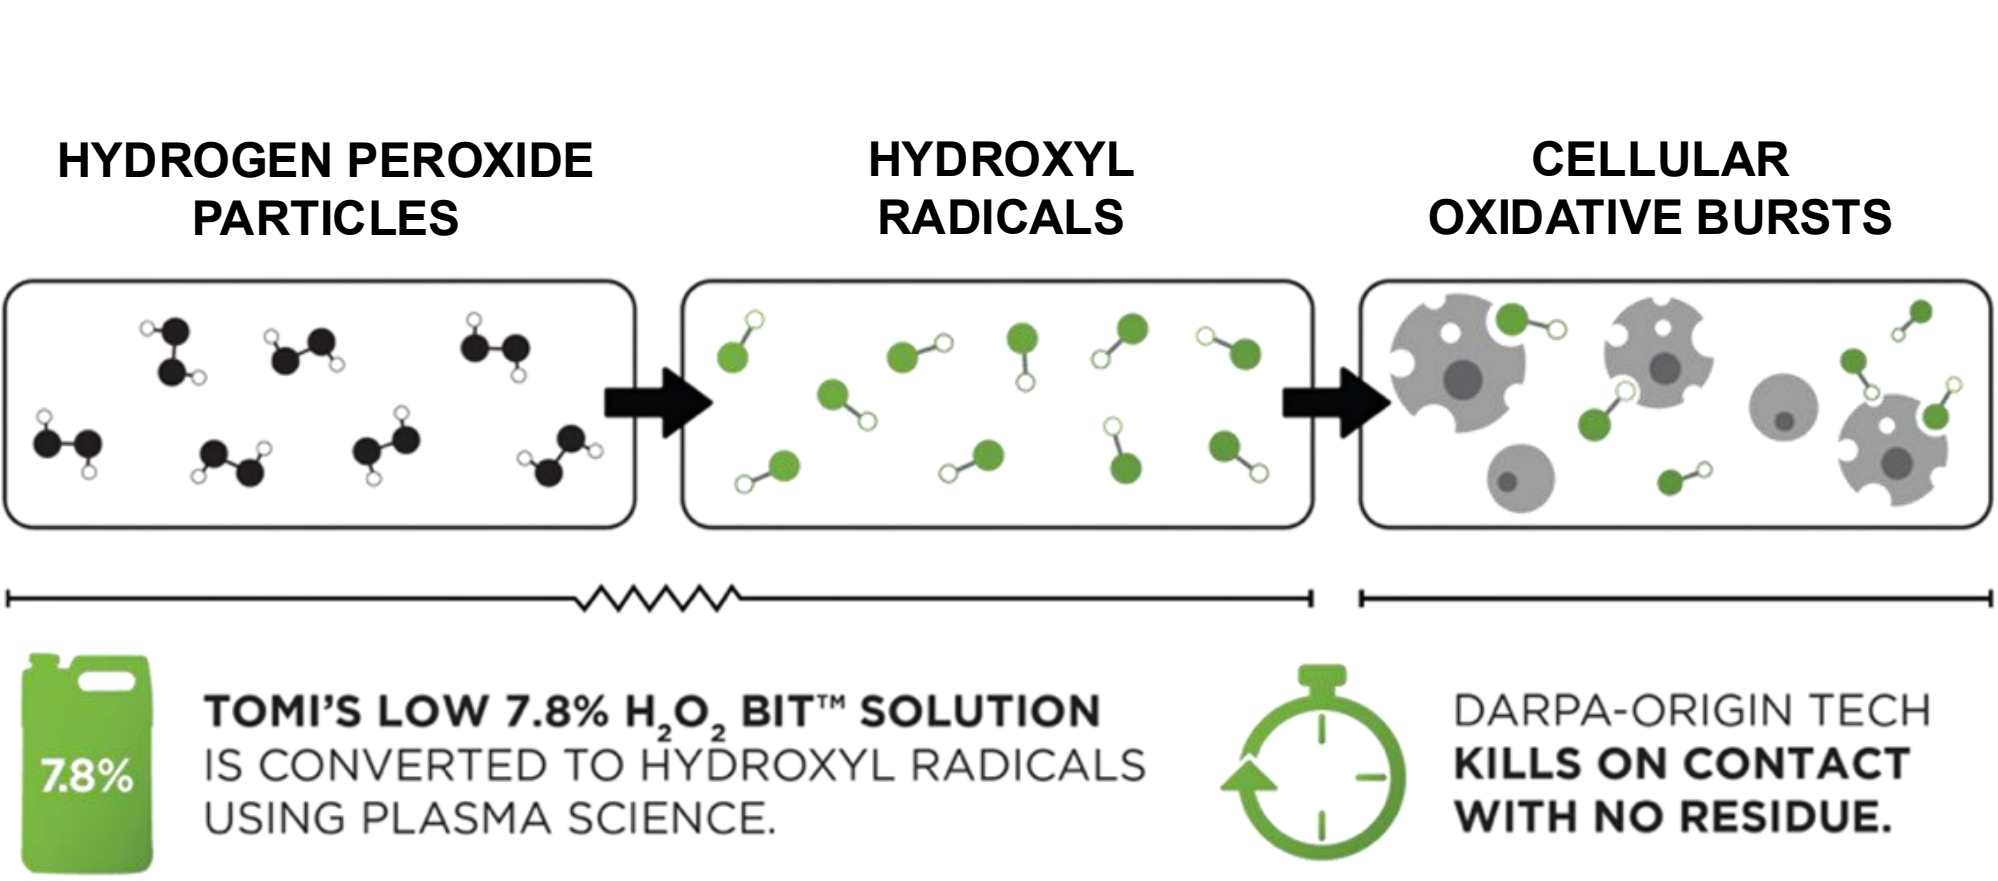 HYDROGEN PEROXIDE
PARTICLES
HYDROXYL
RADICALS
CELLULAR
OXIDATIVE BURSTS
7.8%
TOMI'S LOW 7.8% H₂O₂ BIT™ SOLUTION
IS CONVERTED TO HYDROXYL RADICALS
USING PLASMA SCIENCE.
DARPA-ORIGIN TECH
KILLS ON CONTACT
WITH NO RESIDUE.